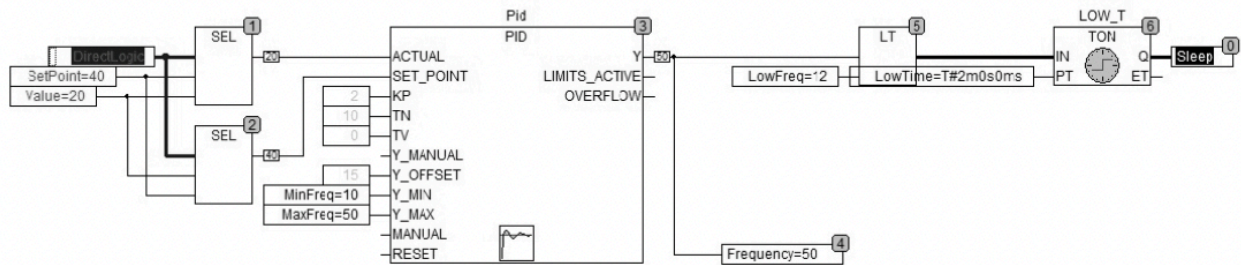 Pid
LOW_T
SEL 1
PID 3
LT 5
TON 6
0
DirectLogic
20
ACTUAL
Y
50
IN
Q
Sleep
SetPoint=40
SET_POINT
LIMITS_ACTIVE
LowFreq=12
LowTime=T#2m0s0ms
PT
ET
Value=20
2
KP
OVERFLOW
10
TN
SEL 2
0
TV
40
Y_MANUAL
15
Y_OFFSET
MinFreq=10
Y_MIN
MaxFreq=50
Y_MAX
MANUAL
4
RESET
Frequency=50